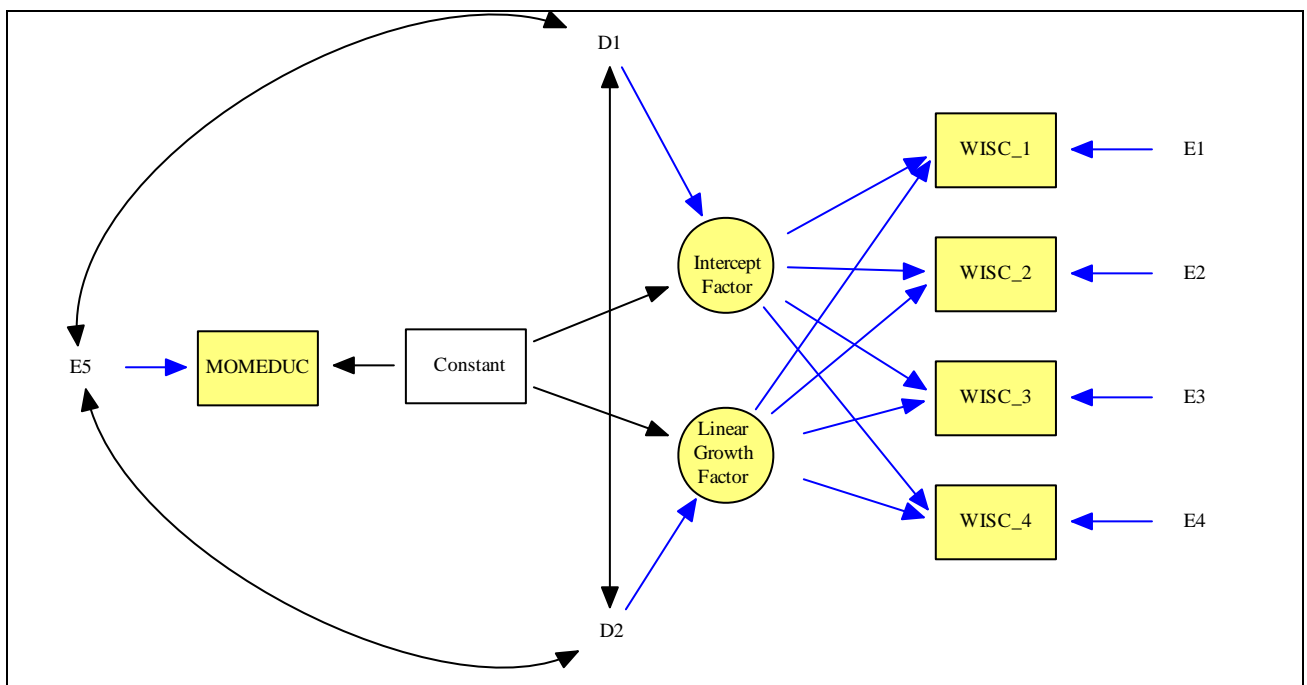 D1
WISC_1
E1
Intercept
Factor
WISC_2
E2
E5
MOMEDUC
Constant
WISC_3
E3
Linear
Growth
Factor
WISC_4
E4
D2